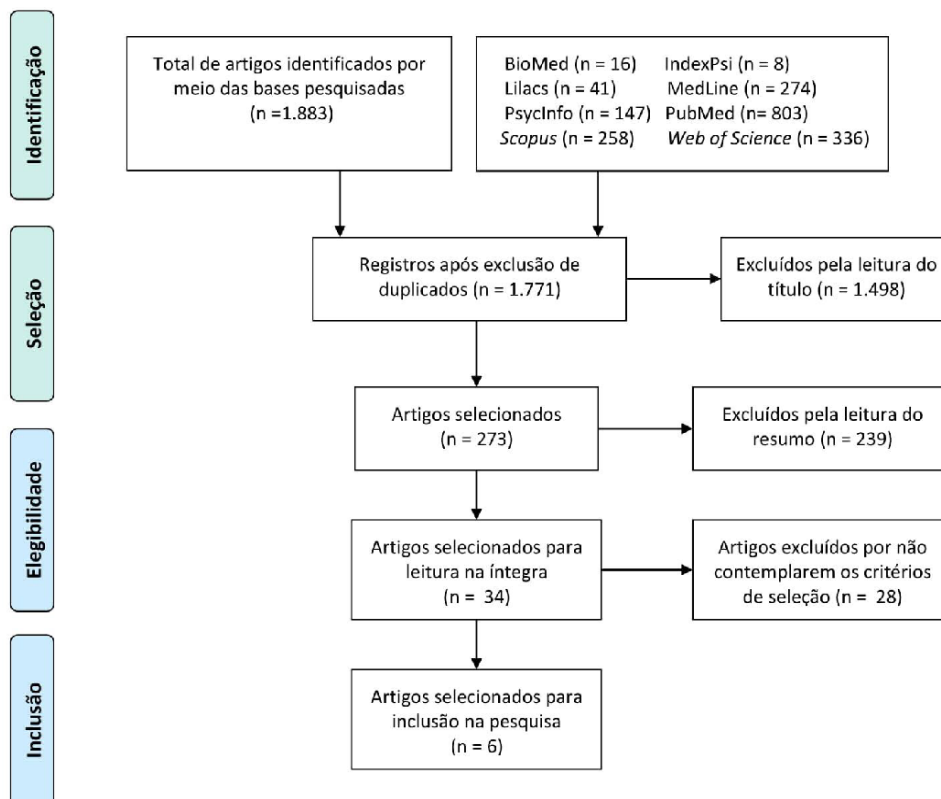 Identificação
Total de artigos identificados por
meio das bases pesquisadas
(n =1.883)
BioMed (n = 16) IndexPsi (n = 8)
Lilacs (n = 41) MedLine (n = 274)
PsycInfo (n = 147) PubMed (n= 803)
Scopus (n = 258) Web of Science (n = 336)
Seleção
Registros após exclusão de
duplicados (n = 1.771)
Excluídos pela leitura do
título (n = 1.498)
Artigos selecionados
(n = 273)
Excluídos pela leitura do
resumo (n = 239)
Elegibilidade
Artigos selecionados para
leitura na íntegra
(n = 34)
Artigos excluídos por não
contemplarem os critérios
de seleção (n = 28)
Inclusão
Artigos selecionados para
inclusão na pesquisa
(n = 6)